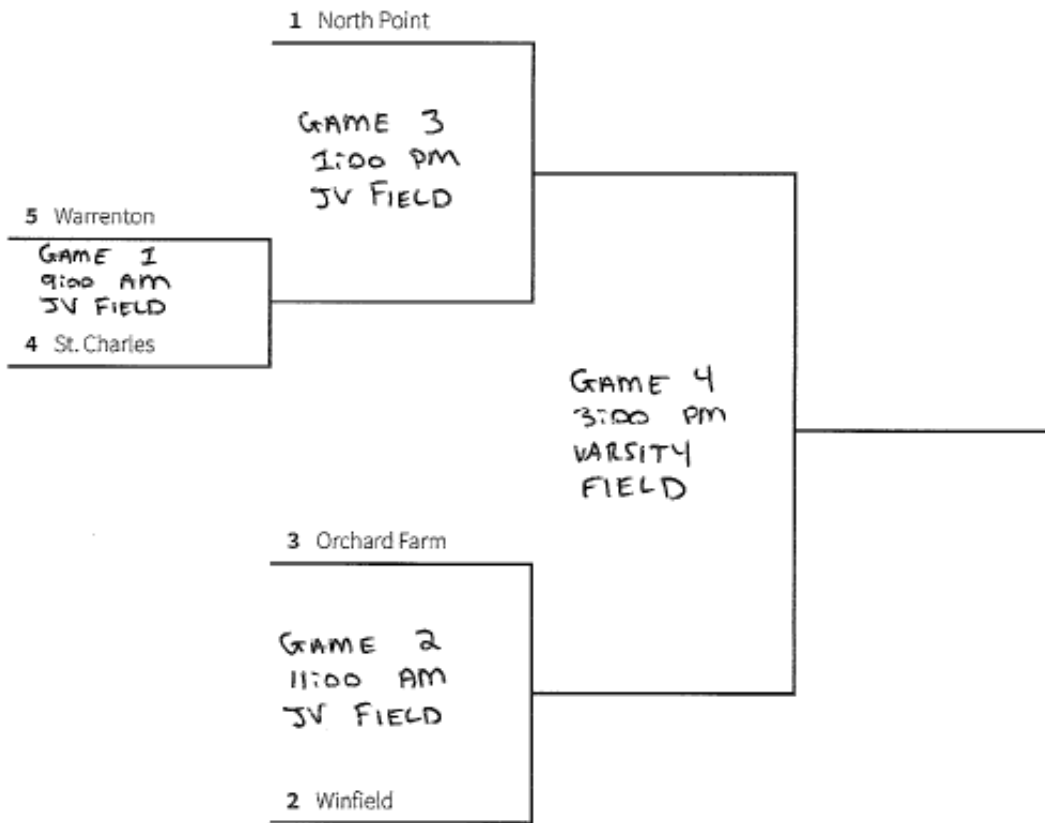 1 North Point
GAME 3
1:00 PM
JV FIELD
5 Warrenton
GAME 1
9:00 AM
JV FIELD
4 St. Charles
GAME 4
3:00 PM
VARSITY
FIELD
3 Orchard Farm
GAME 2
11:00 AM
JV FIELD
2 Winfield